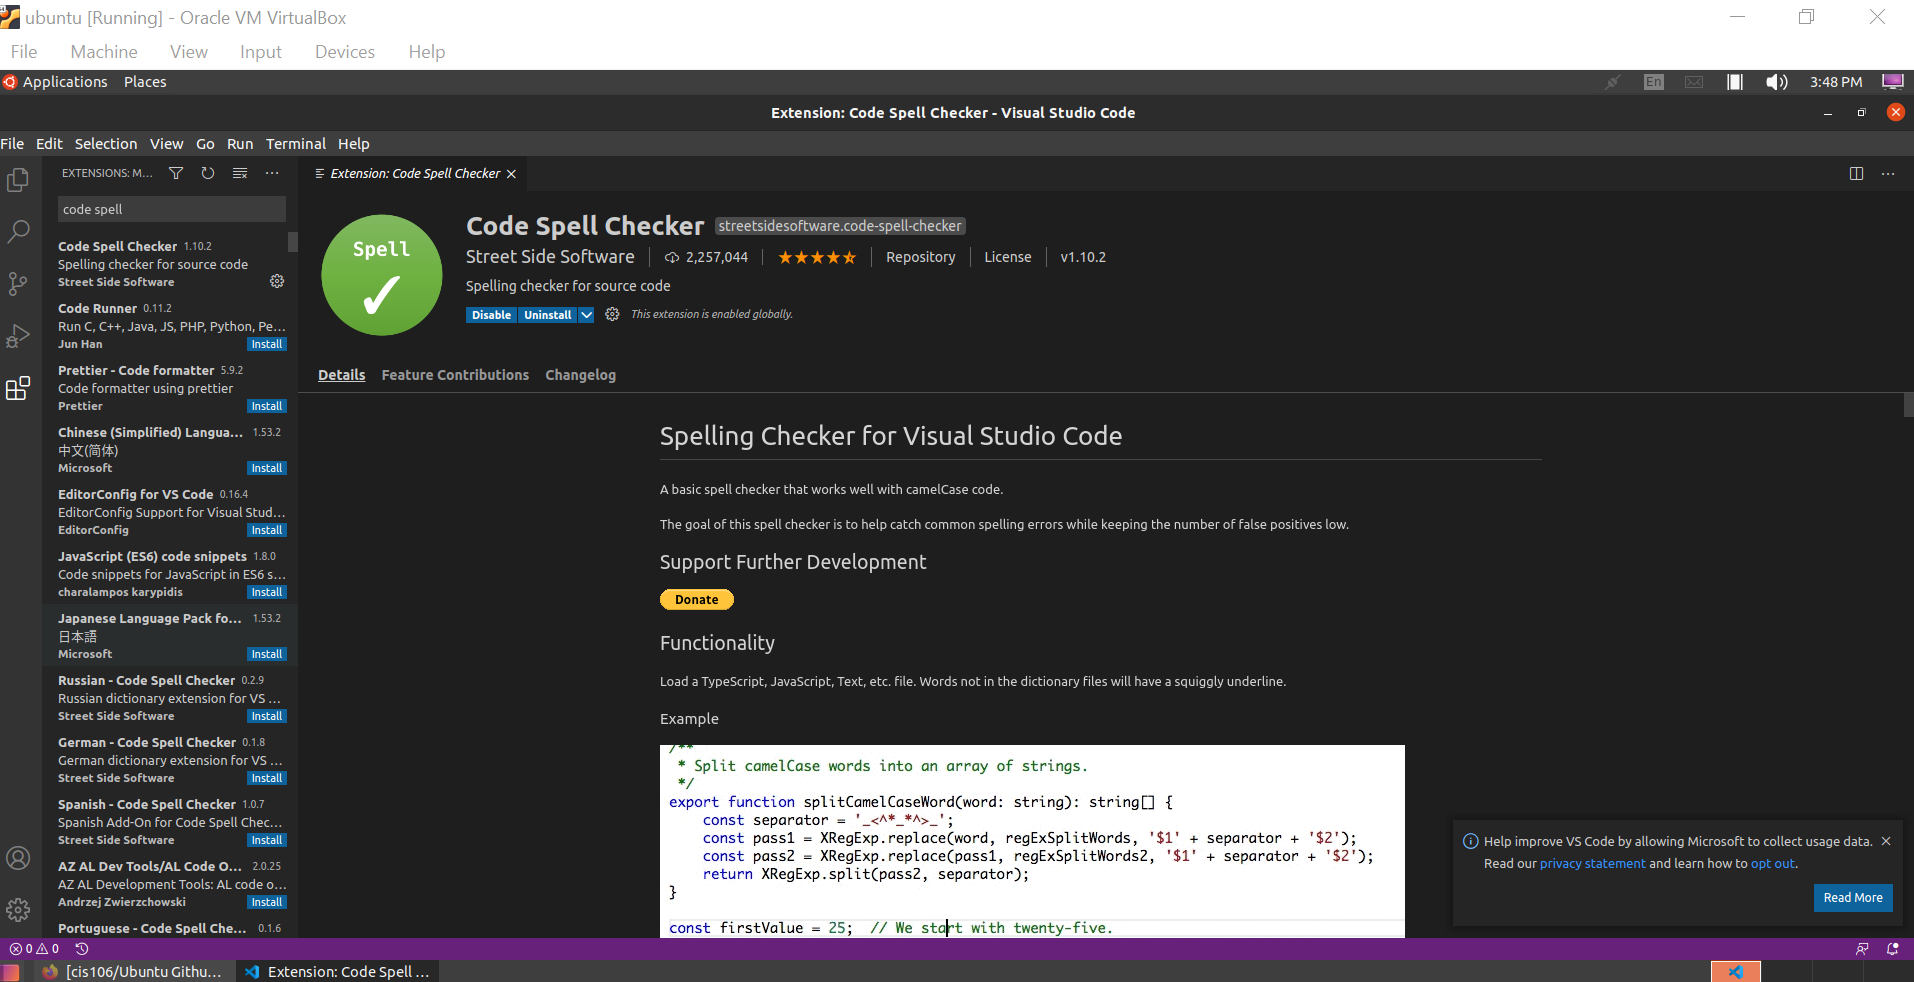 ubuntu [Running] - Oracle VM VirtualBox
File Machine View Input Devices Help
Applications Places
En
3:48 PM
Extension: Code Spell Checker - Visual Studio Code
File Edit Selection View Go Run Terminal Help
EXTENSIONS: M...
code spell
Code Spell Checker 1.10.2
Spelling checker for source code
Street Side Software
Code Runner 0.11.2
Run C, C++, Java, JS, PHP, Python, Pe...
Jun Han Install
Prettier - Code formatter 5.9.2
Code formatter using prettier
Prettier Install
Chinese (Simplified) Langua... 1.53.2
中文(简体)
Microsoft Install
EditorConfig for VS Code 0.16.4
EditorConfig Support for Visual Stud...
EditorConfig Install
JavaScript (ES6) code snippets 1.8.0
Code snippets for JavaScript in ES6 s...
charalampos karypidis Install
Japanese Language Pack fo... 1.53.2
日本語
Microsoft Install
Russian - Code Spell Checker 0.2.9
Russian dictionary extension for VS ...
Street Side Software Install
German - Code Spell Checker 0.1.8
German dictionary extension for VS ...
Street Side Software Install
Spanish - Code Spell Checker 1.0.7
Spanish Add-On for Code Spell Chec...
Street Side Software Install
AZ AL Dev Tools/AL Code O... 2.0.25
AZ AL Development Tools: AL code o...
Andrzej Zwierzchowski Install
Portuguese - Code Spell Che... 0.1.6
Extension: Code Spell Checker
Spell
Code Spell Checker streetsidesoftware.code-spell-checker
Street Side Software 2,257,044 Repository License v1.10.2
Spelling checker for source code
Disable Uninstall This extension is enabled globally.
Details Feature Contributions Changelog
Spelling Checker for Visual Studio Code
A basic spell checker that works well with camelCase code.
The goal of this spell checker is to help catch common spelling errors while keeping the number of false positives low.
Support Further Development
Donate
Functionality
Load a TypeScript, JavaScript, Text, etc. file. Words not in the dictionary files will have a squiggly underline.
Example
/**
* Split camelCase words into an array of strings.
*/
export function splitCamelCaseWord(word: string): string[] {
const separator = '_<^*_*^>_';
const pass1 = XRegExp.replace(word, regExSplitWords, '$1' + separator + '$2');
const pass2 = XRegExp.replace(pass1, regExSplitWords2, '$1' + separator + '$2');
return XRegExp.split(pass2, separator);
}
const firstValue = 25; // We start with twenty-five.
Help improve VS Code by allowing Microsoft to collect usage data.
Read our privacy statement and learn how to opt out.
Read More
0 0
[cis106/Ubuntu Githu... Extension: Code Spell ...